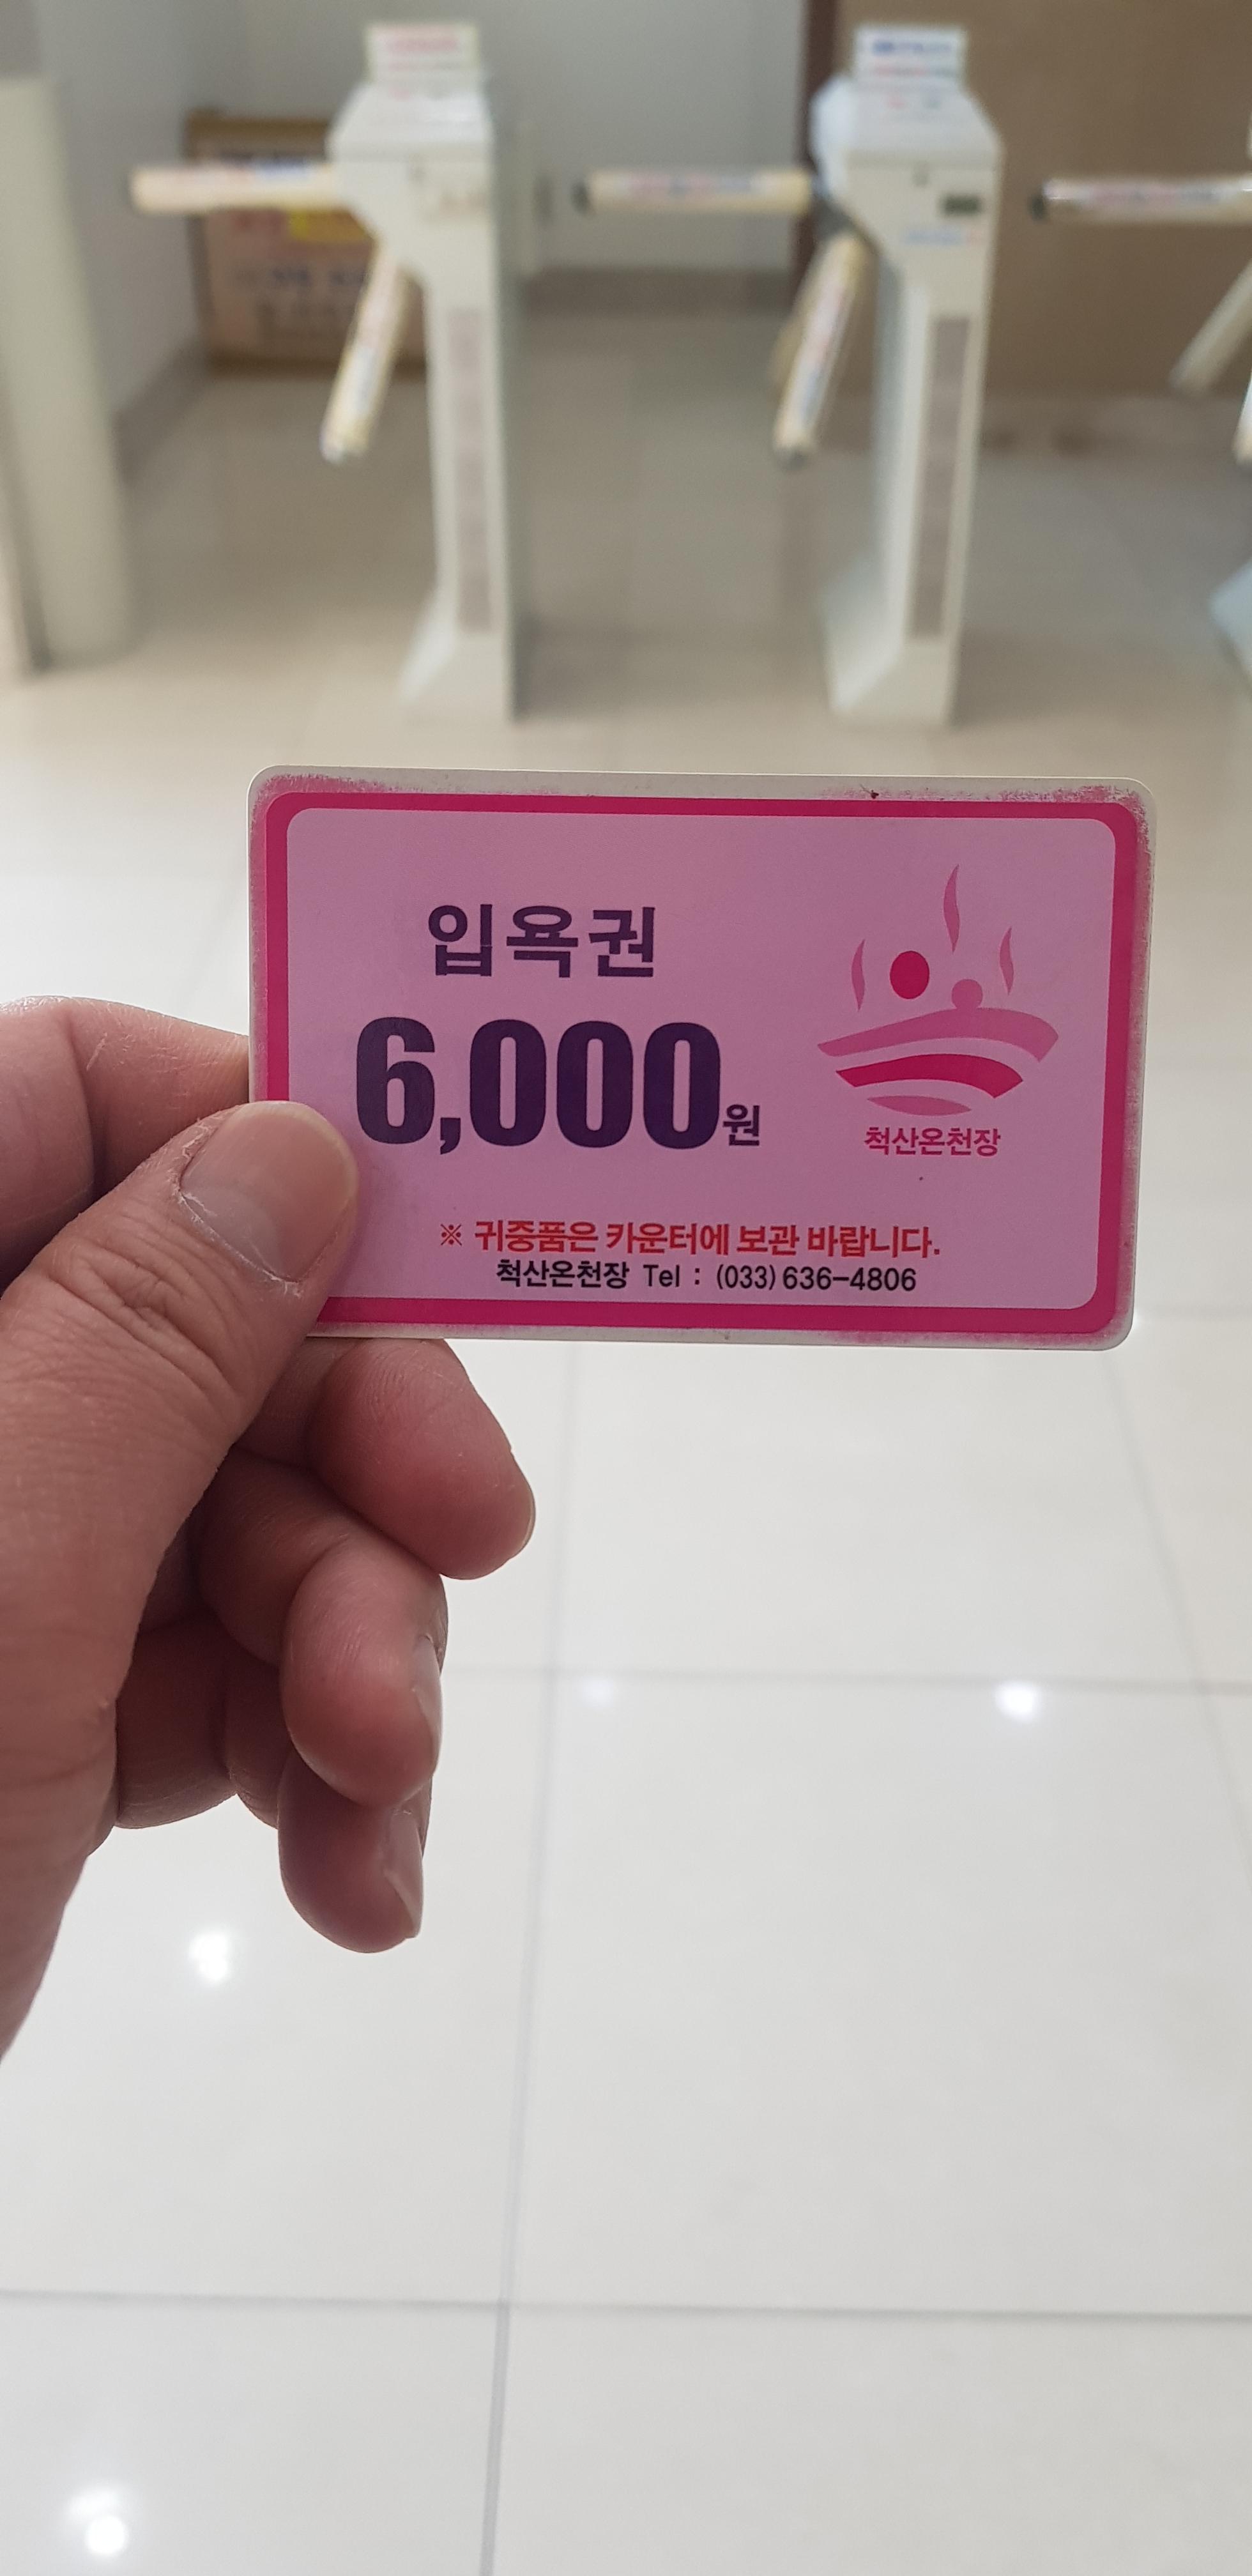 입욕권
6,000원
척산온천장
※ 귀중품은 카운터에 보관 바랍니다.
척산온천장 Tel : (033) 636-4806